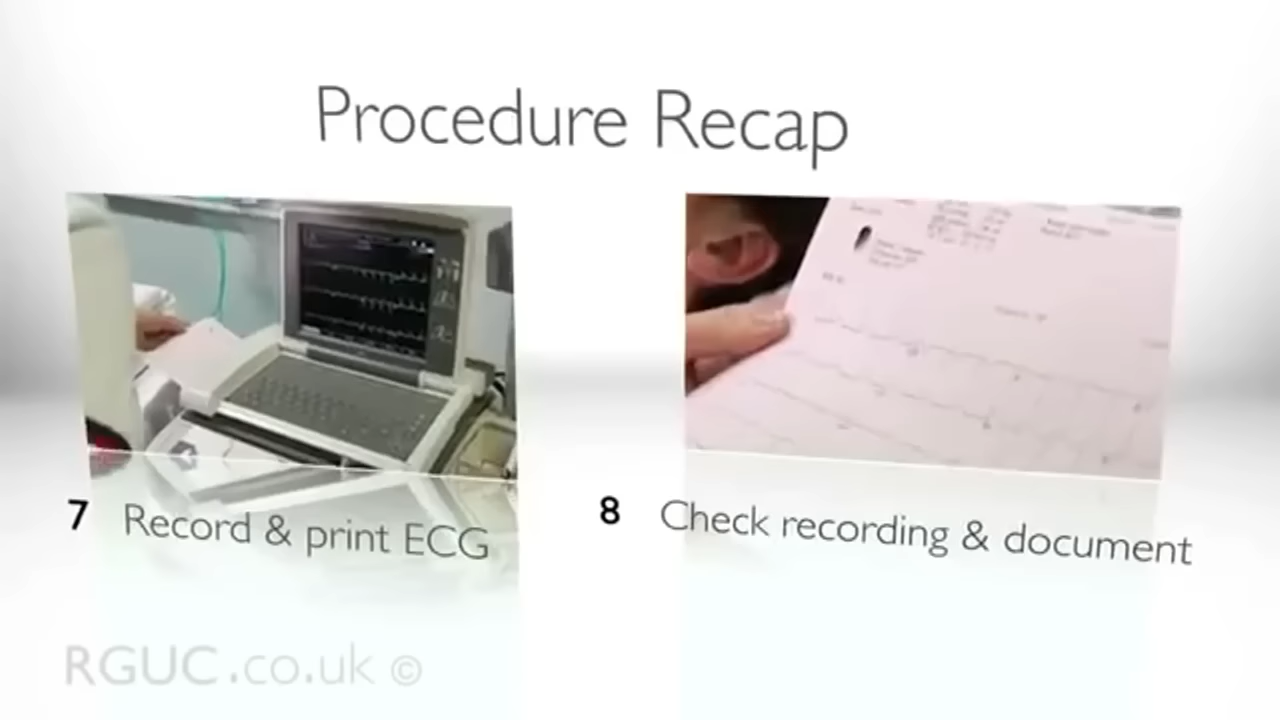 Procedure Recap
7 Record & print ECG
8 Check recording & document
RGUC.co.uk ©